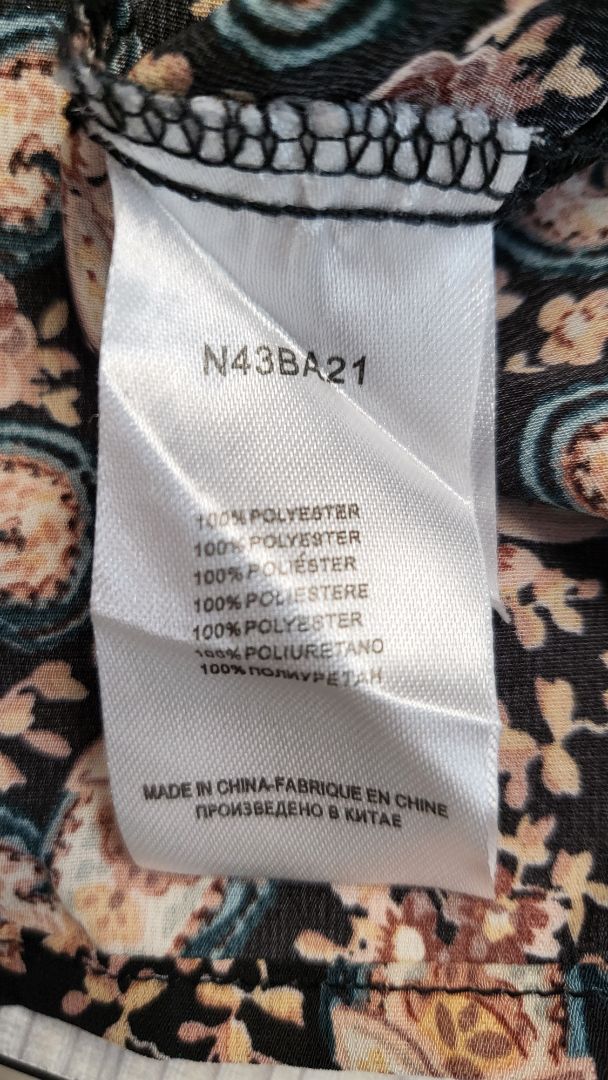 N43BA21
100% POLYESTER
100% POLYESTER
100% POLIÉSTER
100% POLIESTERE
100% POLYESTER
100% POLIURETANO
100% ПОЛИУРЕТАН
MADE IN CHINA-FABRIQUE EN CHINE
ПРОИЗВЕДЕНО В КИТАЕ